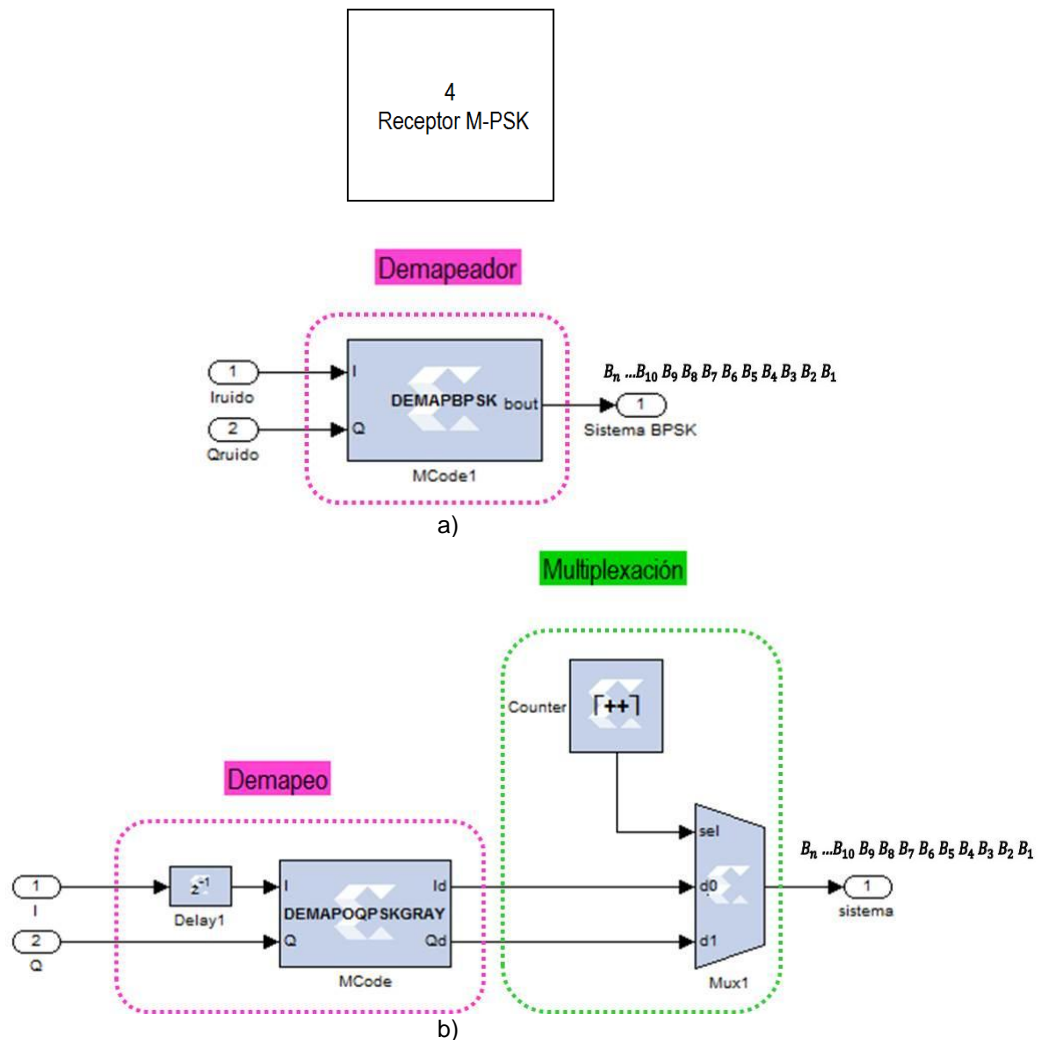 4
Receptor M-PSK
Demapeador
1
Iruido
2
Qruido
I
Q
DEMAPBPSK
bout
MCode1
Bₙ ...B₁₀ B₉ B₈ B₇ B₆ B₅ B₄ B₃ B₂ B₁
1
Sistema BPSK
a)
Multiplexación
Counter
[++]
Demapeo
1
I
2
Q
z⁻¹
Delay1
I
Q
DEMAPOQPSKGRAY
Id
Qd
MCode
sel
d0
d1
Mux1
Bₙ ...B₁₀ B₉ B₈ B₇ B₆ B₅ B₄ B₃ B₂ B₁
1
sistema
b)